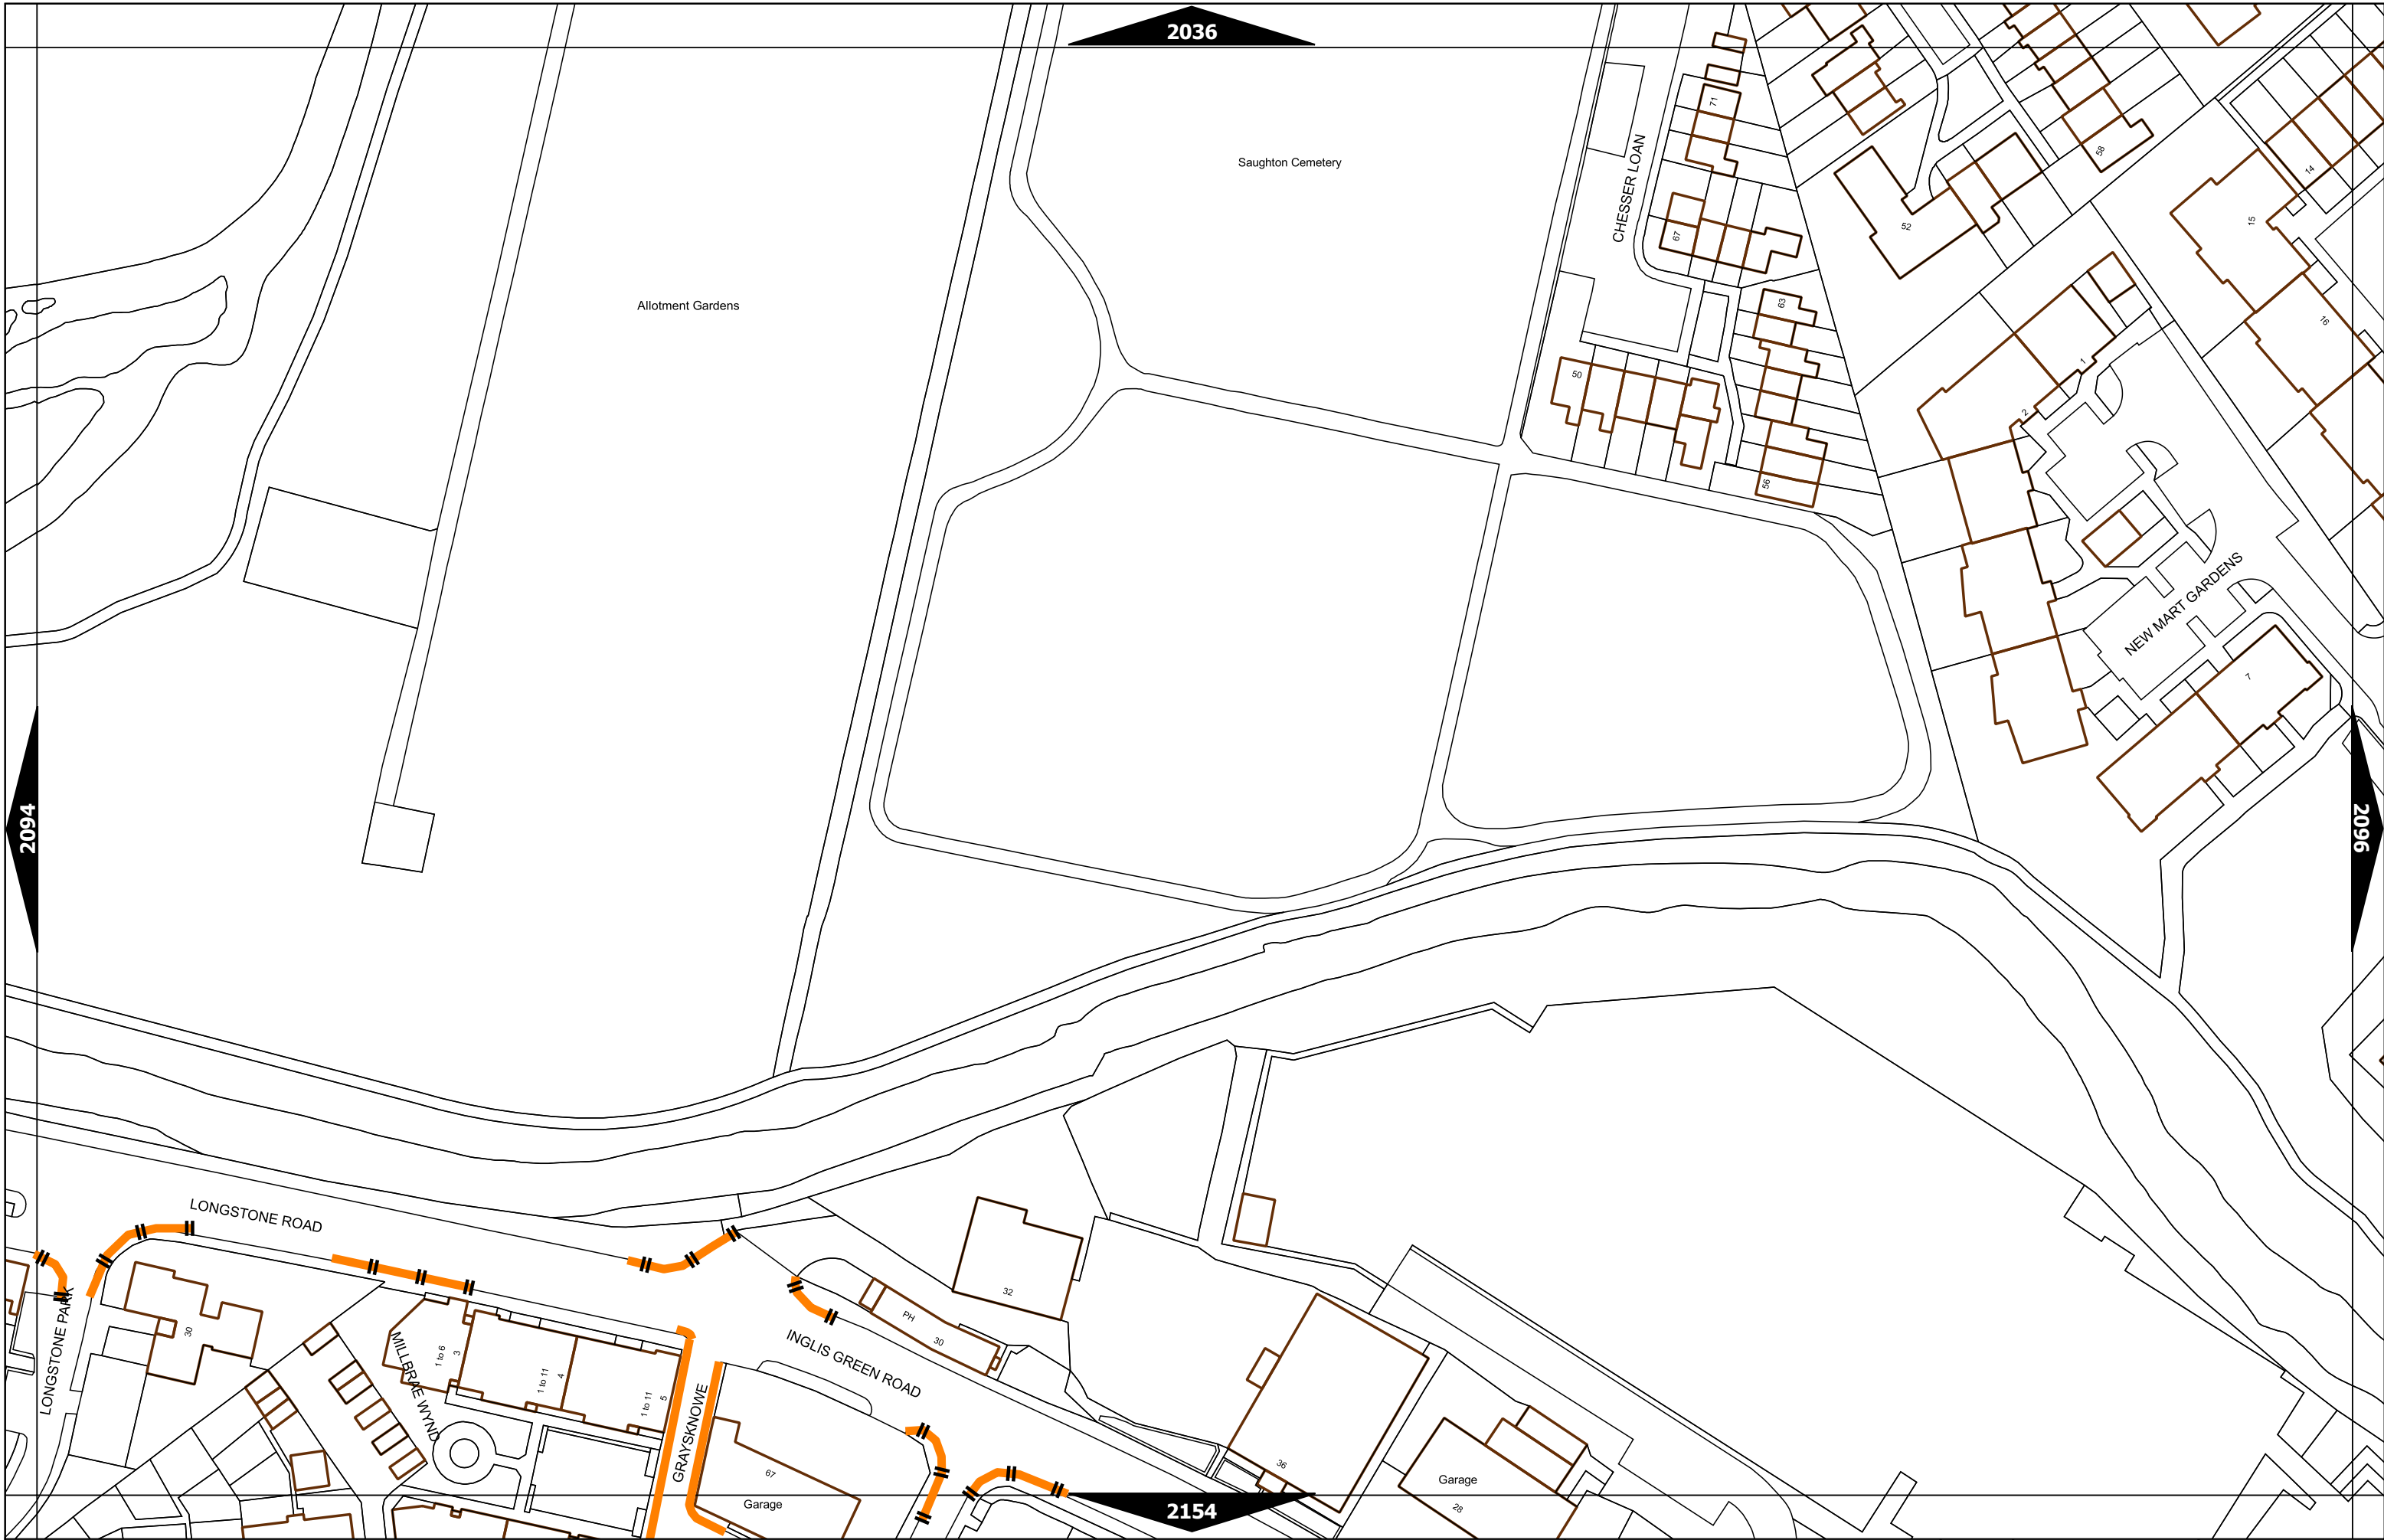 2036
71
58
14
Saughton Cemetery
CHESSER LOAN
15
52
67
Allotment Gardens
63
16
1
50
2
56
NEW MART GARDENS
7
2094
2096
LONGSTONE ROAD
32
PH
30
INGLIS GREEN ROAD
LONGSTONE PARK
30
MILLBRAE WYND
1 to 6
3
1 to 11
4
1 to 11
5
GRAYSKNOWE
67
Garage
36
Garage
28
2154